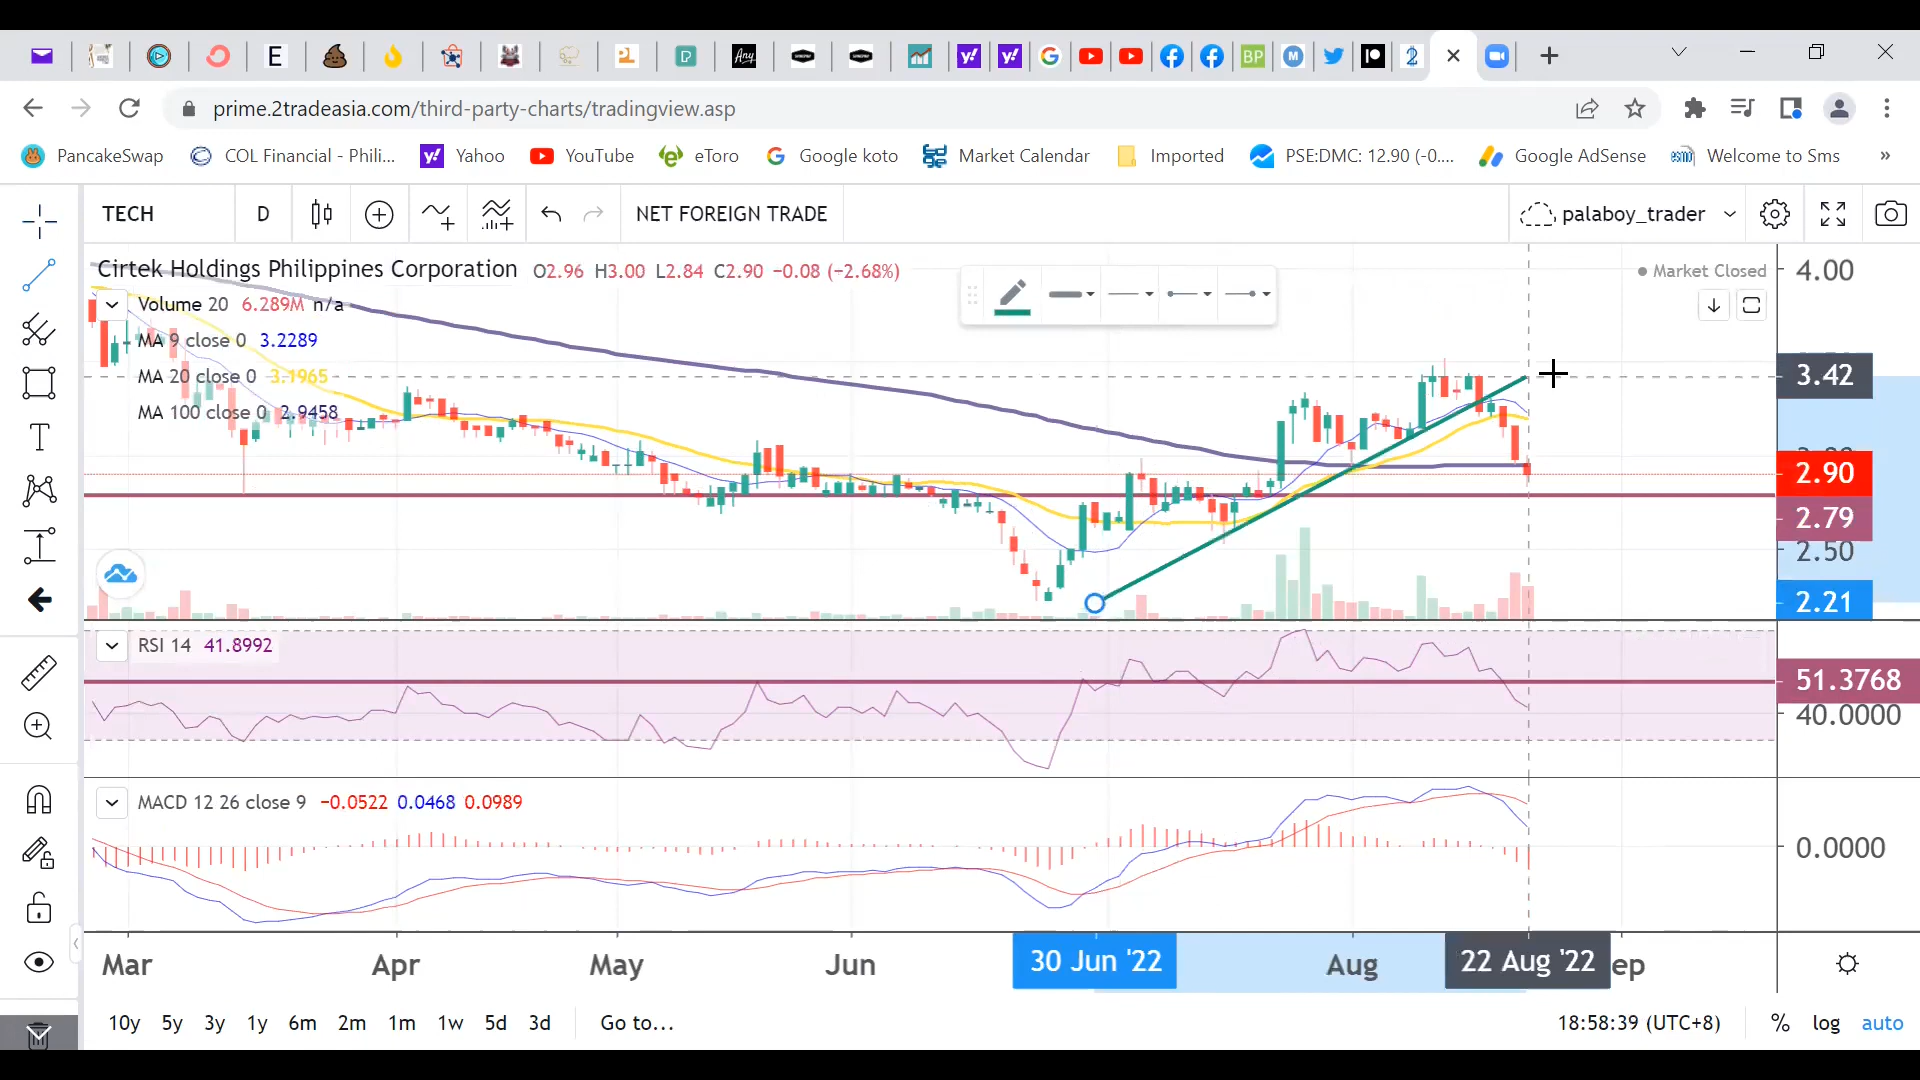 E
Any
BP
M
2
prime.2tradeasia.com/third-party-charts/tradingview.asp
PancakeSwap COL Financial - Phili... Yahoo YouTube eToro Google koto Market Calendar Imported PSE:DMC: 12.90 (-0.... Google AdSense Welcome to Sms »
TECH D NET FOREIGN TRADE palaboy_trader
Cirtek Holdings Philippines Corporation O2.96 H3.00 L2.84 C2.90 −0.08 (−2.68%)
Market Closed
4.00
Volume 20 6.289M n/a
MA 9 close 0 3.2289
MA 20 close 0 3.1965
3.42
MA 100 close 0 2.9458
2.90
2.79
2.50
2.21
RSI 14 41.8992
51.3768
40.0000
MACD 12 26 close 9 −0.0522 0.0468 0.0989
0.0000
Mar Apr May Jun 30 Jun '22 Aug 22 Aug '22 ep
10y 5y 3y 1y 6m 2m 1m 1w 5d 3d Go to... 18:58:39 (UTC+8) % log auto